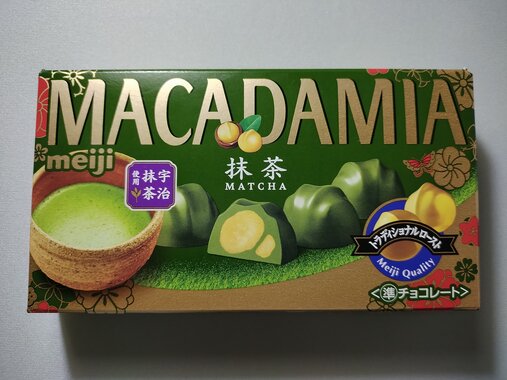 MACADAMIA
meiji
宇治
抹茶
使用
抹茶
MATCHA
トラディショナルロースト
Meiji Quality
<準チョコレート>